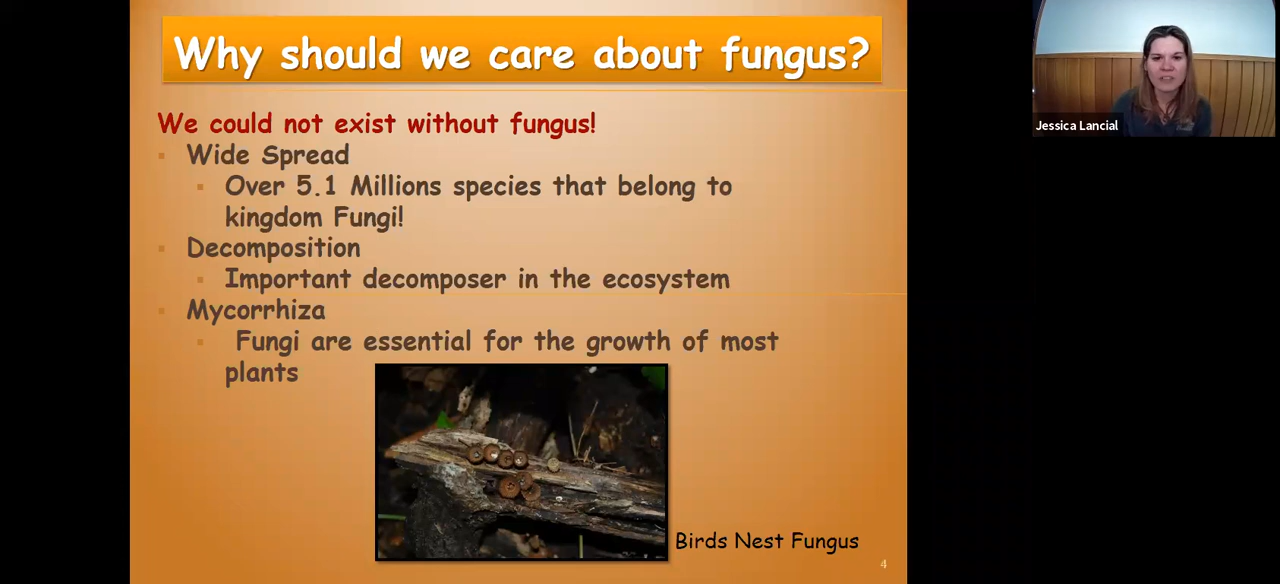 Why should we care about fungus?
We could not exist without fungus!
Wide Spread
Over 5.1 Millions species that belong to
kingdom Fungi!
Decomposition
Important decomposer in the ecosystem
Mycorrhiza
Fungi are essential for the growth of most
plants
Birds Nest Fungus
4
Jessica Lancial